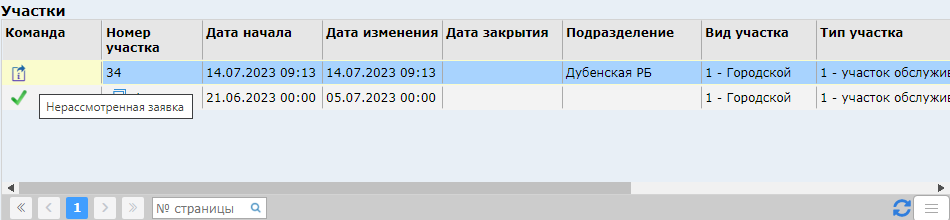 Участки
Команда Номер участка Дата начала Дата изменения Дата закрытия Подразделение Вид участка Тип участка
34 14.07.2023 09:13 14.07.2023 09:13 Дубенская РБ 1 - Городской 1 - участок обслужив
21.06.2023 00:00 05.07.2023 00:00 1 - Городской 1 - участок обслужив
Нерассмотренная заявка
1 № страницы